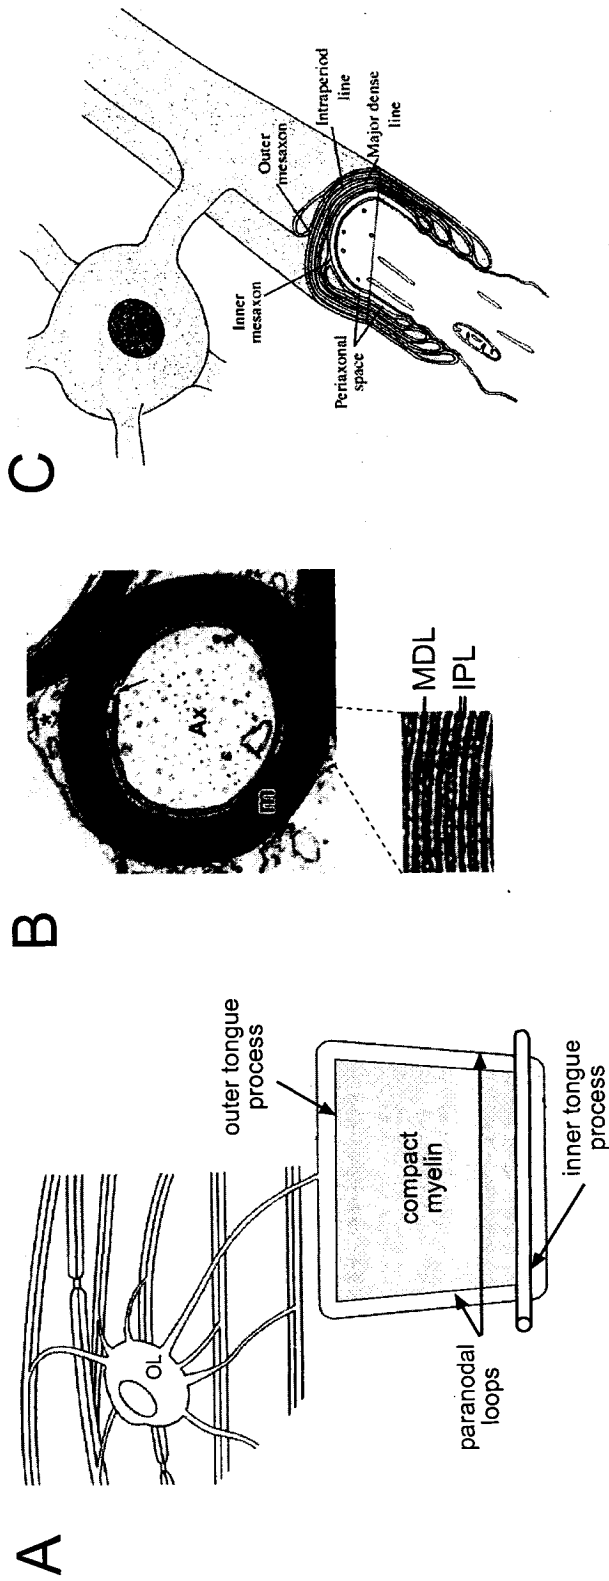 A
OL
outer tongue
process
compact
myelin
paranodal
loops
inner tongue
process
B
*
Ax
m
MDL
IPL
C
Outer
mesaxon
Intraperiod
line
Major dense
line
Inner
mesaxon
Periaxonal
space